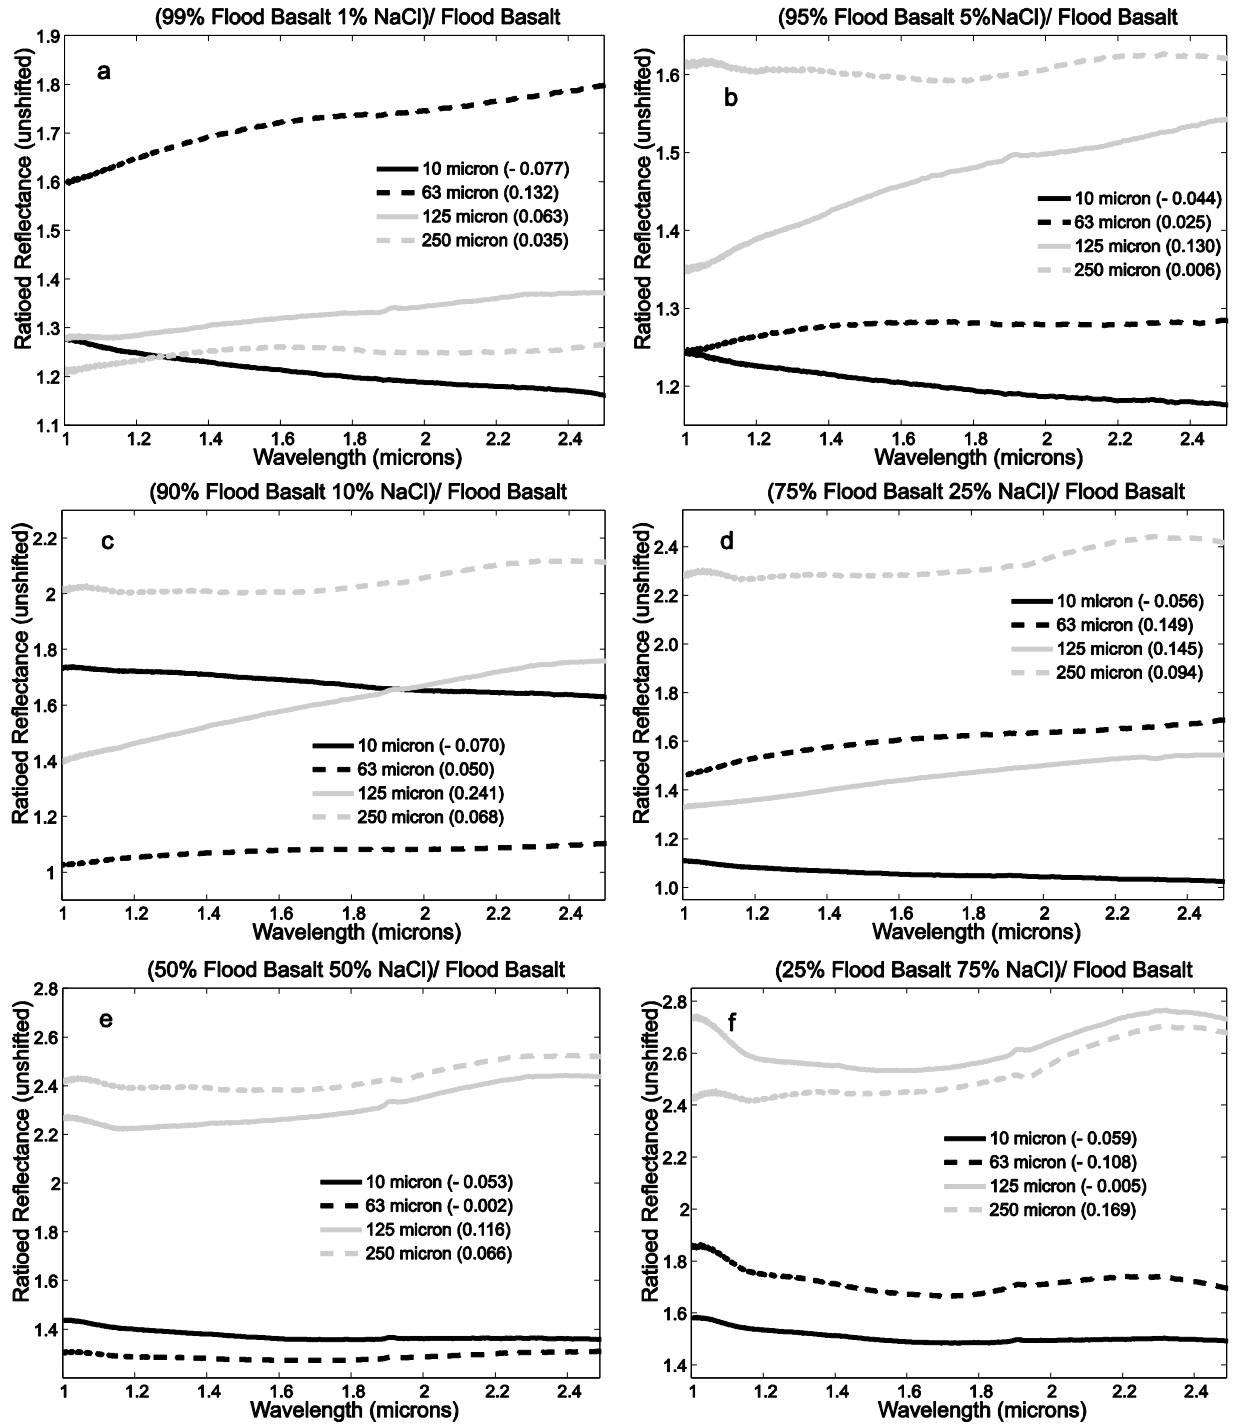 (99% Flood Basalt 1% NaCl)/ Flood Basalt
Ratioed Reflectance (unshifted)
1.9
1.8
1.7
1.6
1.5
1.4
1.3
1.2
1.1
a
10 micron (- 0.077)
63 micron (0.132)
125 micron (0.063)
250 micron (0.035)
1 1.2 1.4 1.6 1.8 2 2.2 2.4
Wavelength (microns)
(95% Flood Basalt 5%NaCl)/ Flood Basalt
Ratioed Reflectance (unshifted)
1.6
1.5
1.4
1.3
1.2
b
10 micron (- 0.044)
63 micron (0.025)
125 micron (0.130)
250 micron (0.006)
1 1.2 1.4 1.6 1.8 2 2.2 2.4
Wavelength (microns)
(90% Flood Basalt 10% NaCl)/ Flood Basalt
Ratioed Reflectance (unshifted)
2.2
2
1.8
1.6
1.4
1.2
1
c
10 micron (- 0.070)
63 micron (0.050)
125 micron (0.241)
250 micron (0.068)
1 1.2 1.4 1.6 1.8 2 2.2 2.4
Wavelength (microns)
(75% Flood Basalt 25% NaCl)/ Flood Basalt
Ratioed Reflectance (unshifted)
2.4
2.2
2.0
1.8
1.6
1.4
1.2
1.0
d
10 micron (- 0.056)
63 micron (0.149)
125 micron (0.145)
250 micron (0.094)
1 1.2 1.4 1.6 1.8 2 2.2 2.4
Wavelength (microns)
(50% Flood Basalt 50% NaCl)/ Flood Basalt
Ratioed Reflectance (unshifted)
2.8
2.6
2.4
2.2
2
1.8
1.6
1.4
e
10 micron (- 0.053)
63 micron (- 0.002)
125 micron (0.116)
250 micron (0.066)
1 1.2 1.4 1.6 1.8 2 2.2 2.4
Wavelength (microns)
(25% Flood Basalt 75% NaCl)/ Flood Basalt
Ratioed Reflectance (unshifted)
2.8
2.6
2.4
2.2
2
1.8
1.6
1.4
f
10 micron (- 0.059)
63 micron (- 0.108)
125 micron (- 0.005)
250 micron (0.169)
1 1.2 1.4 1.6 1.8 2 2.2 2.4
Wavelength (microns)